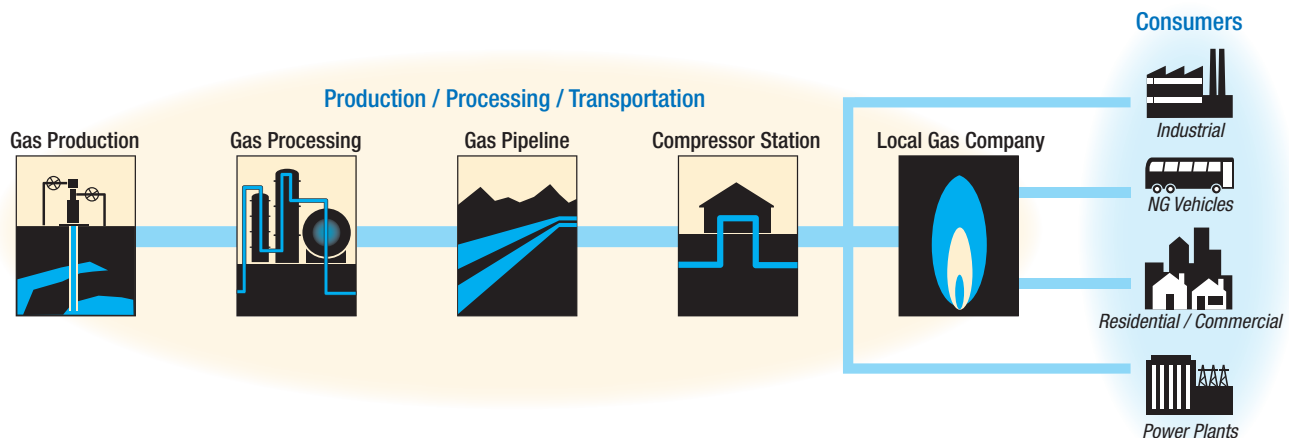 Consumers
Production / Processing / Transportation
Gas Production
Gas Processing
Gas Pipeline
Compressor Station
Local Gas Company
Industrial
NG Vehicles
Residential / Commercial
Power Plants